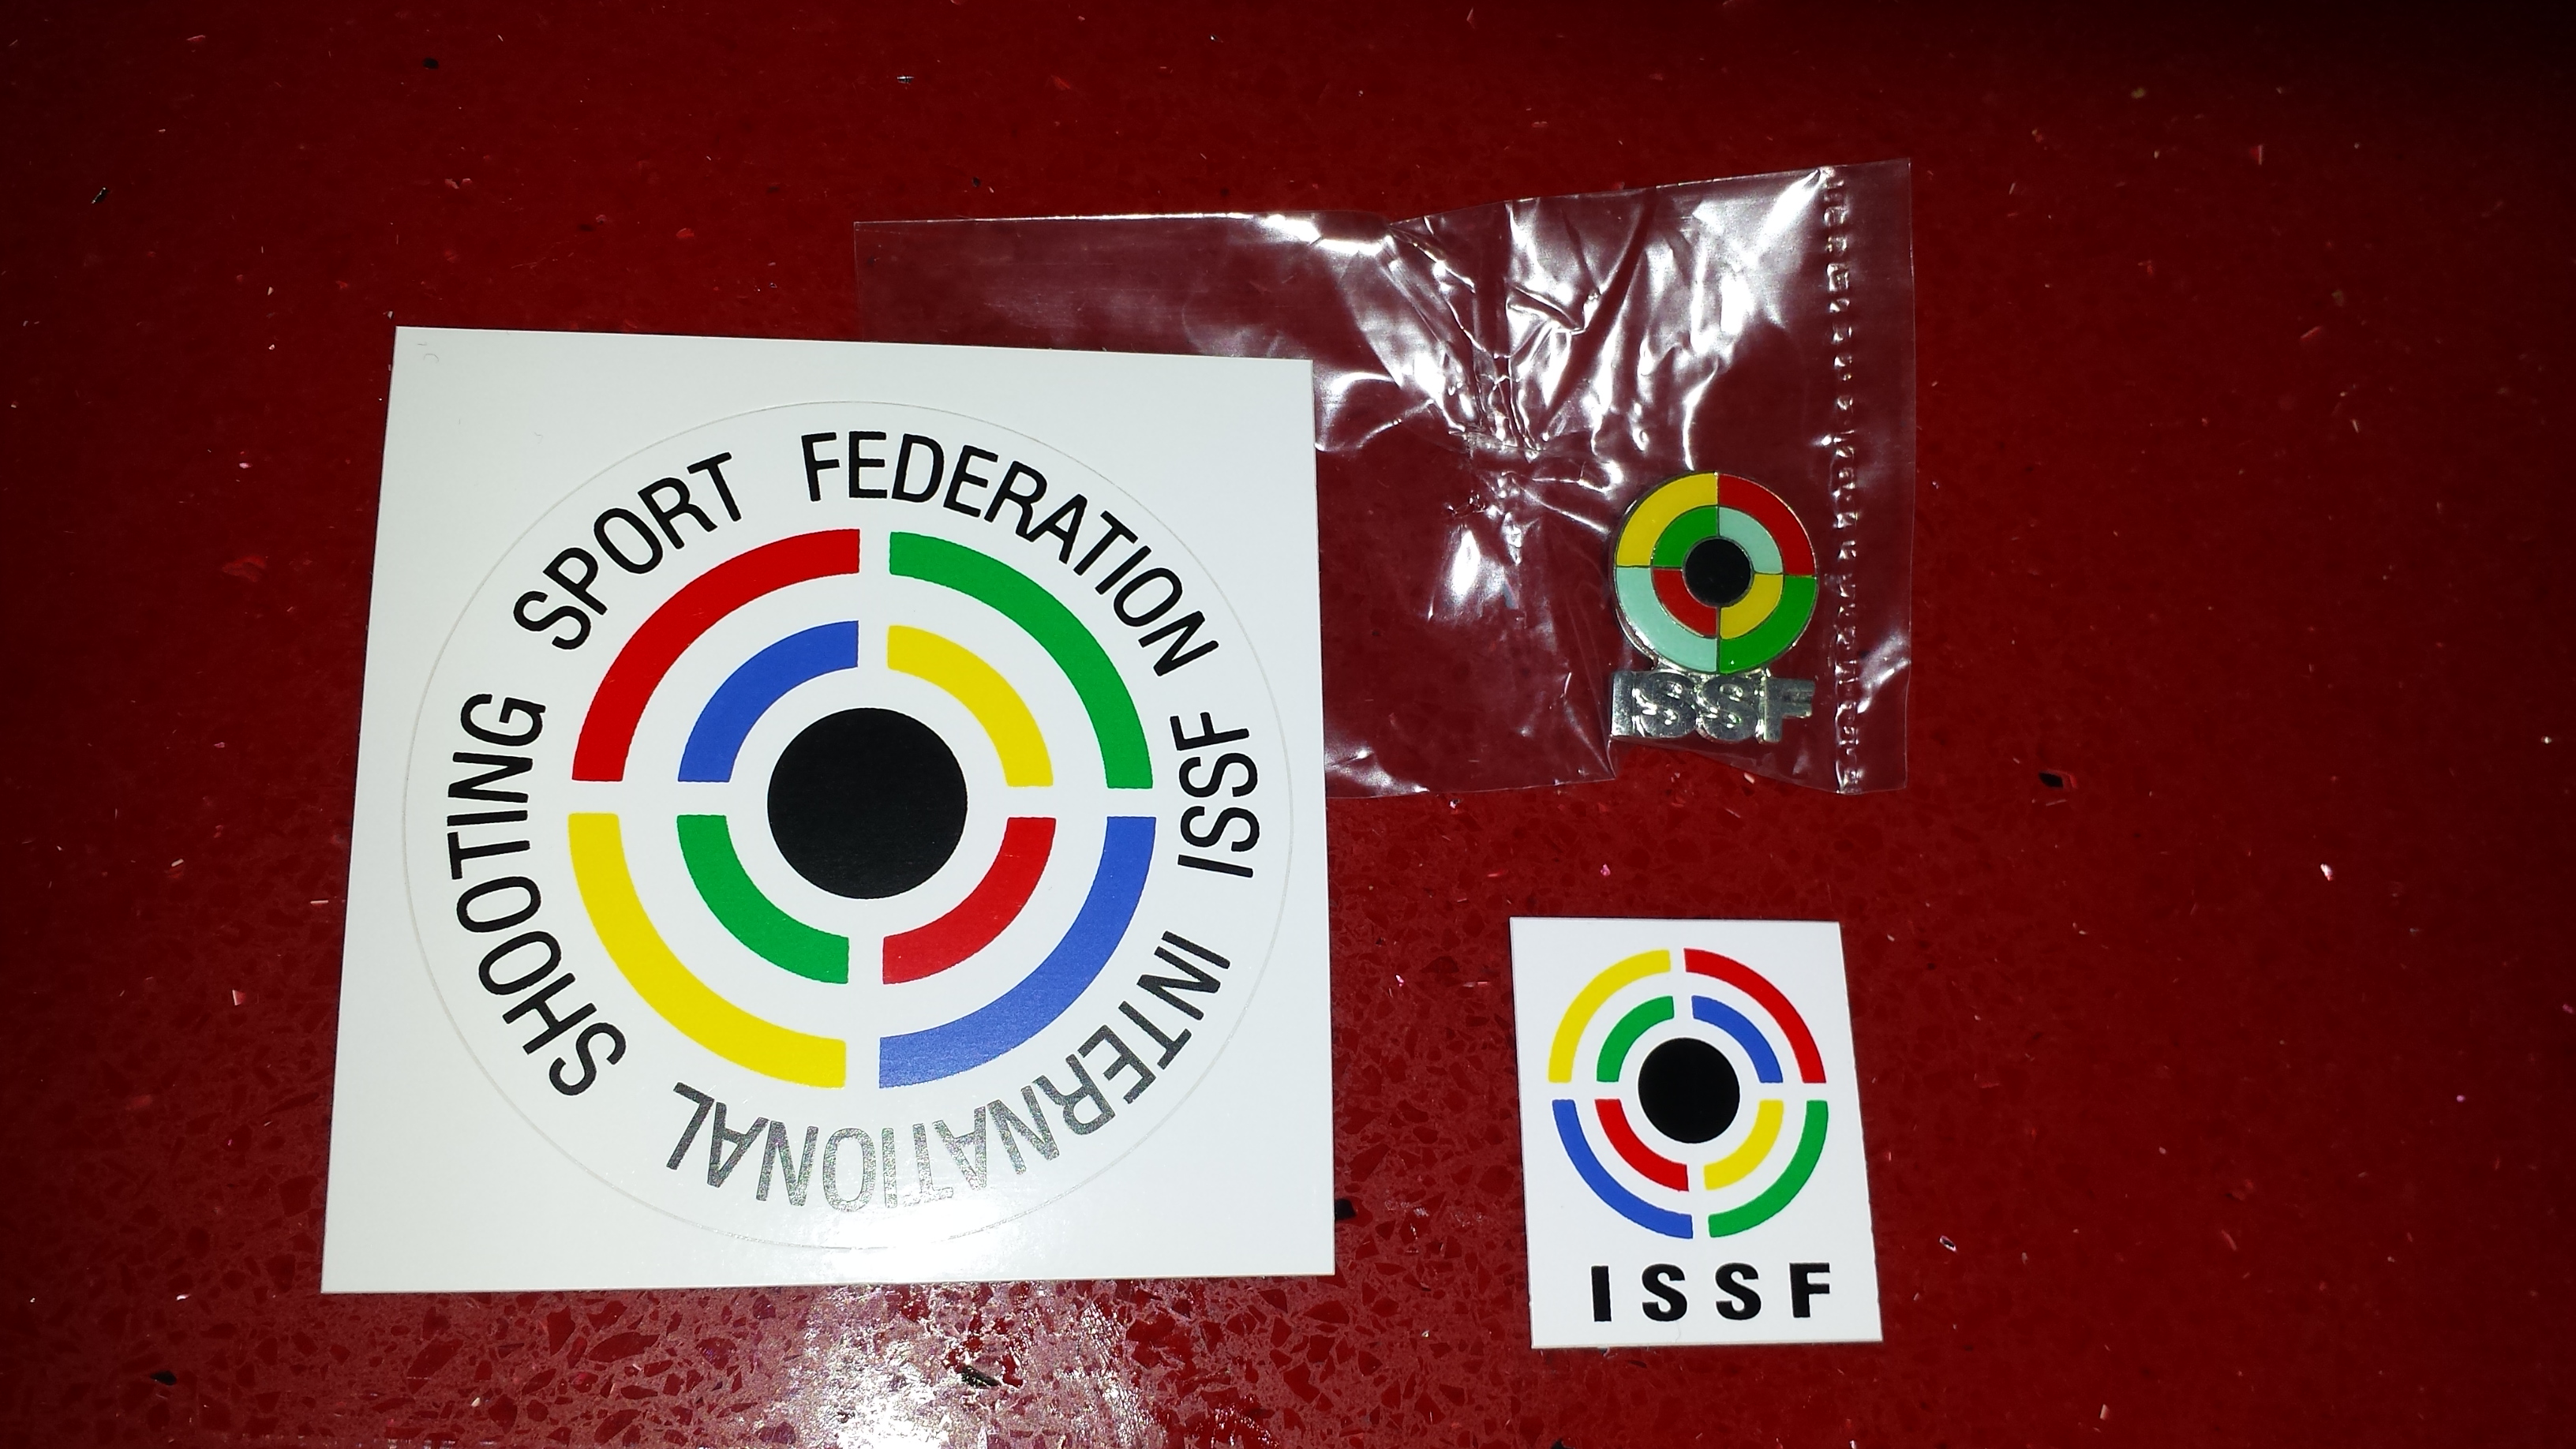 INTERNATIONAL SHOOTING SPORT FEDERATION ISSF
ISSF
ISSF